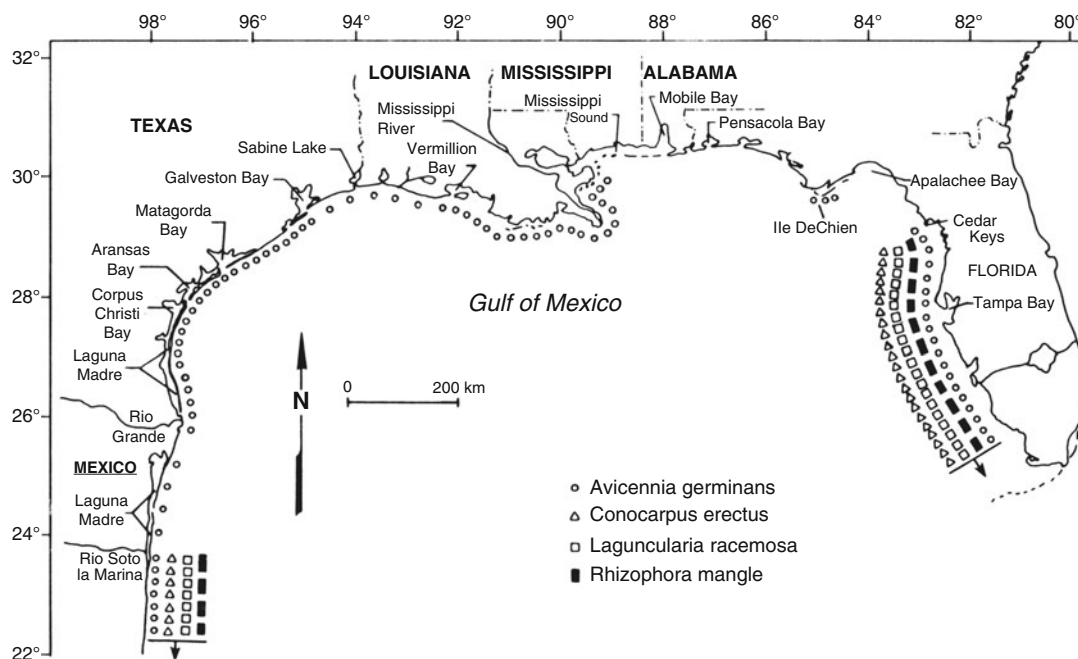 98° 96° 94° 92° 90° 88° 86° 84° 82° 80°
32°
30°
28°
26°
24°
22°
TEXAS
LOUISIANA
MISSISSIPPI
ALABAMA
Mississippi
River
Mississippi
Sound
Mobile Bay
Pensacola Bay
Sabine Lake
Vermillion
Bay
Galveston Bay
Matagorda
Bay
Aransas
Bay
Corpus
Christi
Bay
Laguna
Madre
Rio
Grande
MEXICO
Laguna
Madre
Rio Soto
la Marina
Apalachee Bay
Ile DeChien
Cedar
Keys
FLORIDA
Tampa Bay
Gulf of Mexico
N
0 200 km
Avicennia germinans
Conocarpus erectus
Laguncularia racemosa
Rhizophora mangle